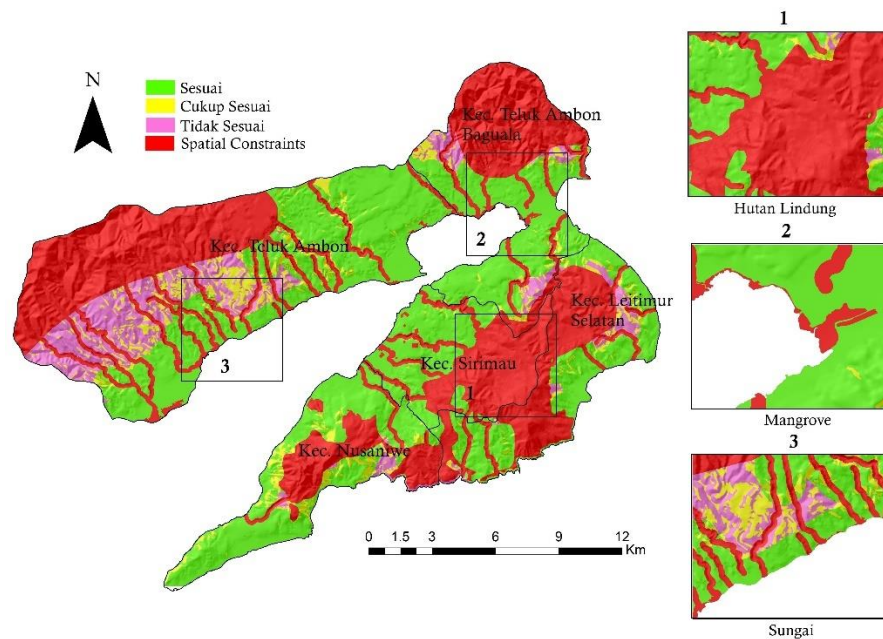 N
Sesuai
Cukup Sesuai
Tidak Sesuai
Spatial Constraints
Kec. Teluk Ambon
Baguala
Kec. Teluk Ambon
2
Kec. Leitimur
Selatan
3
Kec. Sirimau
1
Kec. Nusaniwe
0 1.5 3 6 9 12
Km
1
Hutan Lindung
2
Mangrove
3
Sungai